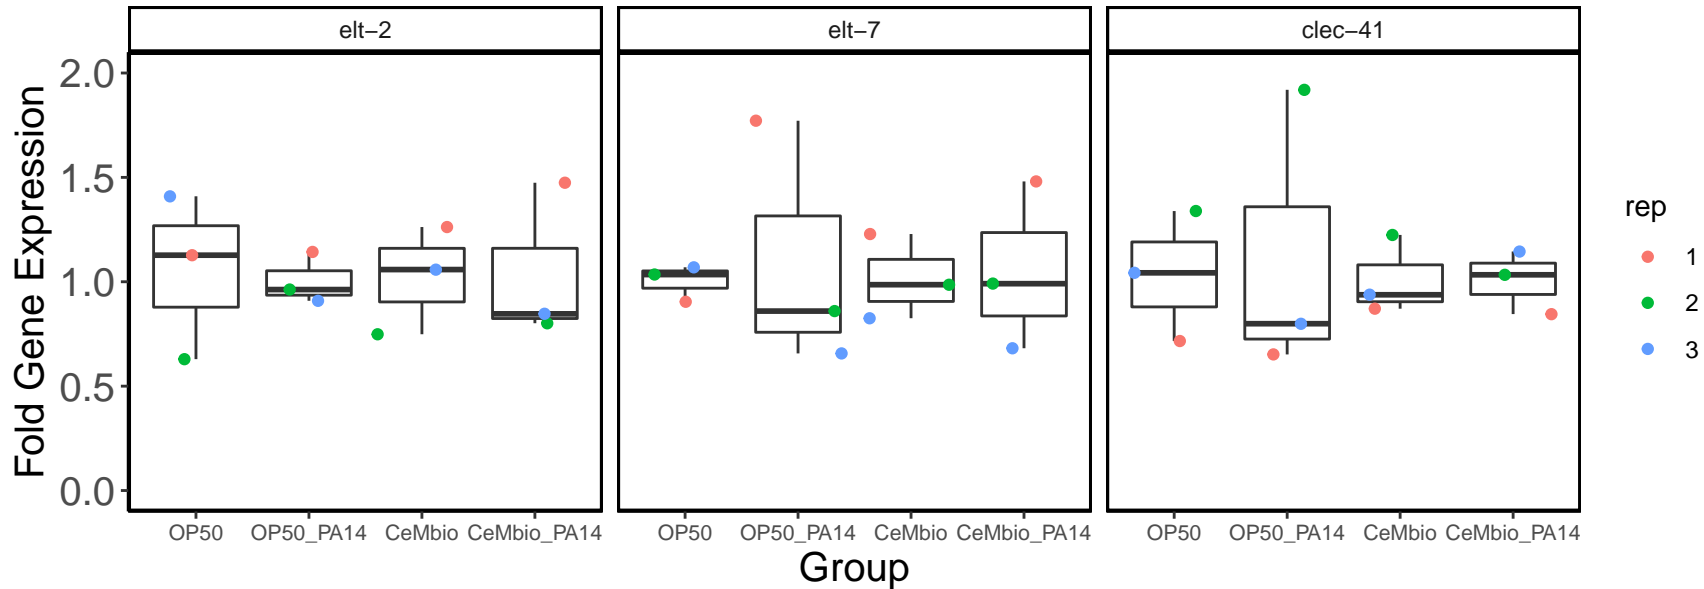 elt−2 elt−7 clec−41
2.0
1.5
1.0
0.5
0.0
Fold Gene Expression
OP50 OP50_PA14 CeMbio CeMbio_PA14 OP50 OP50_PA14 CeMbio CeMbio_PA14 OP50 OP50_PA14 CeMbio CeMbio_PA14
Group
rep
1
2
3